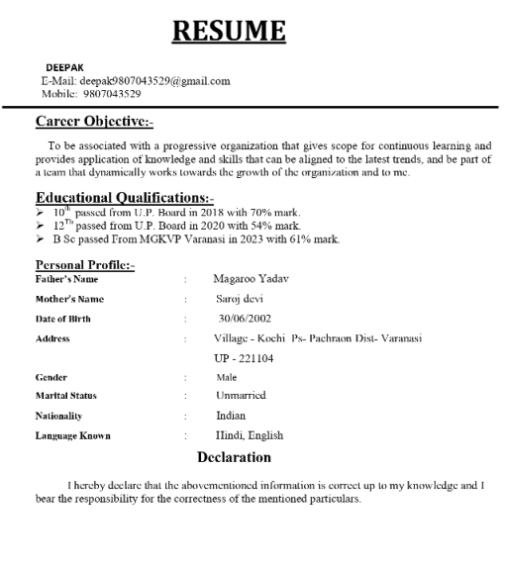 RESUME
DEEPAK
E-Mail: deepak9807043529@gmail.com
Mobile: 9807043529
Career Objective:-
To be associated with a progressive organization that gives scope for continuous learning and
provides application of knowledge and skills that can be aligned to the latest trends, and be part of
a team that dynamically works towards the growth of the organization and to me.
Educational Qualifications:-
➢ 10th passed from U.P. Board in 2018 with 70% mark.
➢ 12Th passed from U.P. Board in 2020 with 54% mark.
➢ B Sc passed From MGKVP Varanasi in 2023 with 61% mark.
Personal Profile:-
Father's Name : Magaroo Yadav
Mother's Name : Saroj devi
Date of Birth : 30/06/2002
Address : Village - Kochi Ps- Pachraon Dist- Varanasi
UP - 221104
Gender : Male
Marital Status : Unmarried
Nationality : Indian
Language Known : Hindi, English
Declaration
I hereby declare that the abovementioned information is correct up to my knowledge and I
bear the responsibility for the correctness of the mentioned particulars.